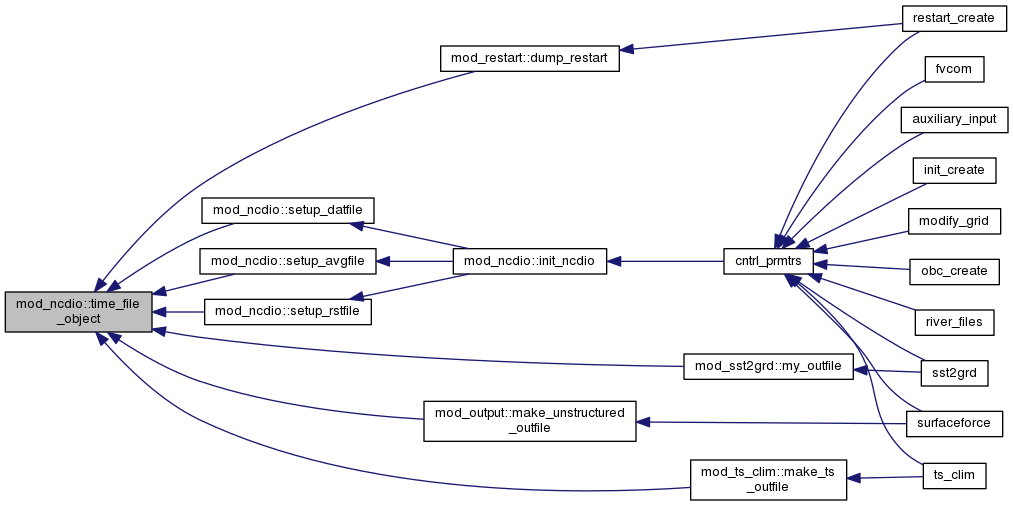 restart_create
mod_restart::dump_restart
fvcom
auxiliary_input
init_create
mod_ncdio::setup_datfile
modify_grid
mod_ncdio::setup_avgfile
mod_ncdio::init_ncdio
cntrl_prmtrs
obc_create
mod_ncdio::time_file
_object
mod_ncdio::setup_rstfile
river_files
mod_sst2grd::my_outfile
sst2grd
mod_output::make_unstructured
_outfile
surfaceforce
mod_ts_clim::make_ts
_outfile
ts_clim